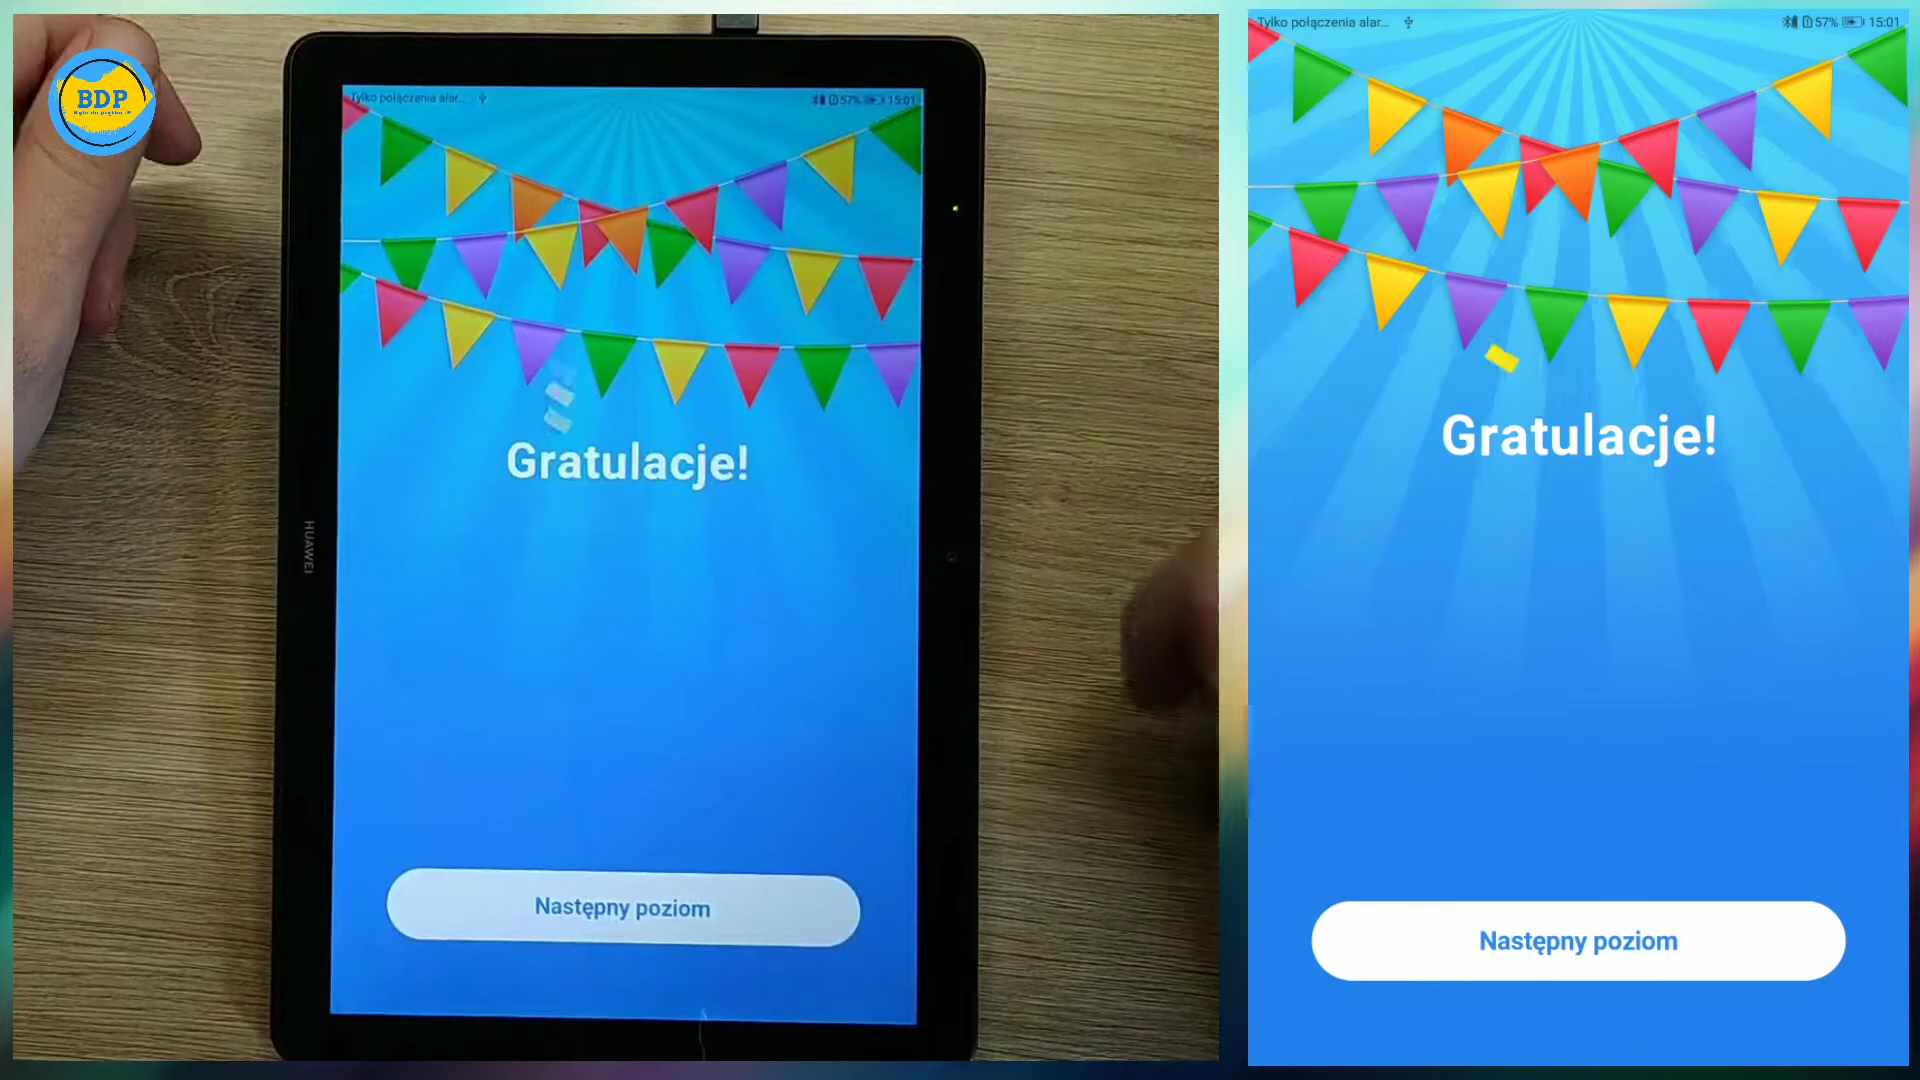 BDP
Tylko połączenia alar...
57% 15:01
Gratulacje!
HUAWEI
Następny poziom
Tylko połączenia alar...
57% 15:01
Gratulacje!
Następny poziom